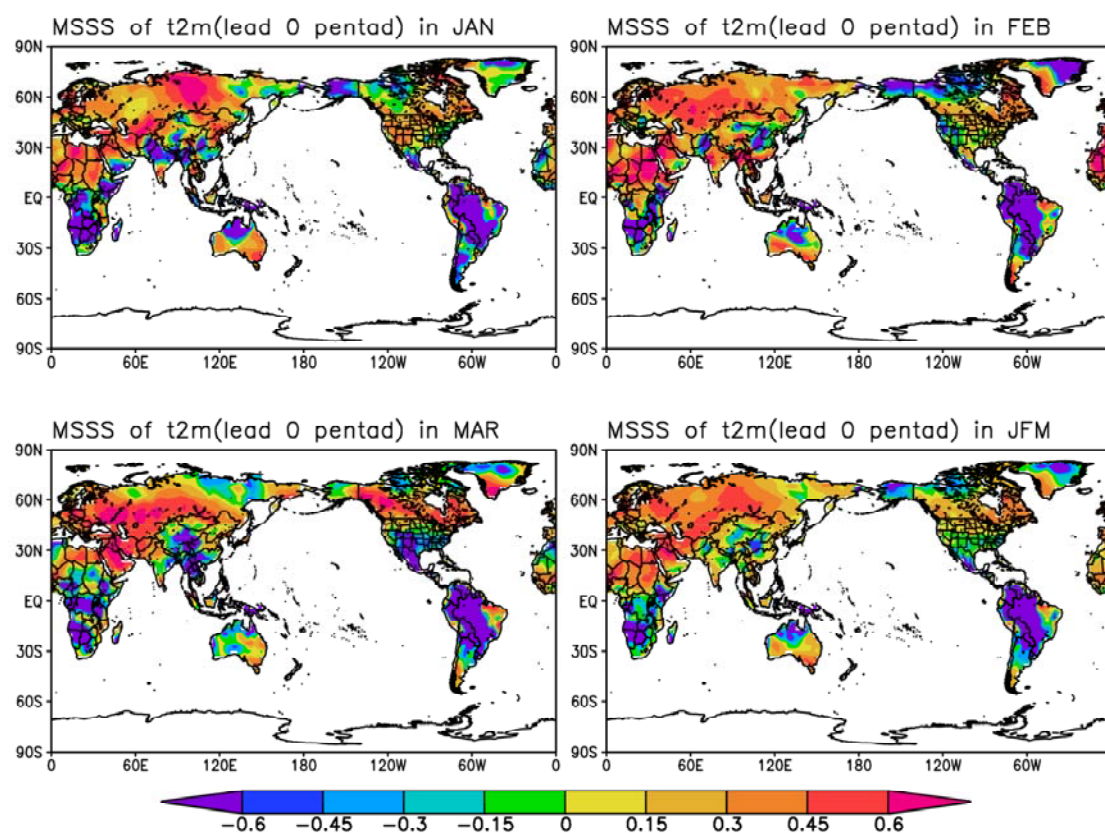 MSSS of t2m(lead 0 pentad) in JAN
MSSS of t2m(lead 0 pentad) in FEB
90N
60N
30N
EQ
30S
60S
90S
0 60E 120E 180 120W 60W 0
90N
60N
30N
EQ
30S
60S
90S
0 60E 120E 180 120W 60W
MSSS of t2m(lead 0 pentad) in MAR
MSSS of t2m(lead 0 pentad) in JFM
90N
60N
30N
EQ
30S
60S
90S
0 60E 120E 180 120W 60W 0
90N
60N
30N
EQ
30S
60S
90S
0 60E 120E 180 120W 60W
-0.6 -0.45 -0.3 -0.15 0 0.15 0.3 0.45 0.6